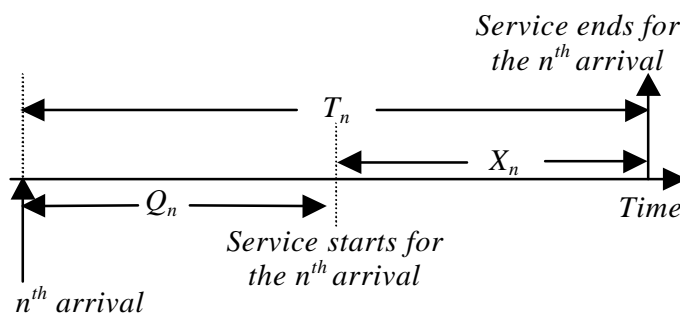 Service ends for
the nth arrival
Tn
Xn
Qn
Time
Service starts for
the nth arrival
nth arrival